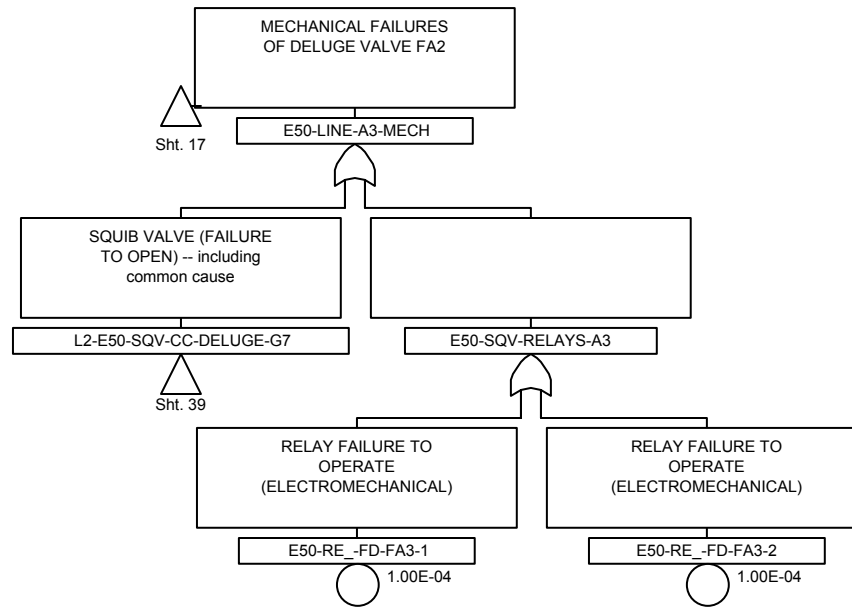 MECHANICAL FAILURES
OF DELUGE VALVE FA2
Sht. 17
E50-LINE-A3-MECH
SQUIB VALVE (FAILURE
TO OPEN) -- including
common cause
L2-E50-SQV-CC-DELUGE-G7
E50-SQV-RELAYS-A3
Sht. 39
RELAY FAILURE TO
OPERATE
(ELECTROMECHANICAL)
E50-RE_-FD-FA3-1
1.00E-04
RELAY FAILURE TO
OPERATE
(ELECTROMECHANICAL)
E50-RE_-FD-FA3-2
1.00E-04